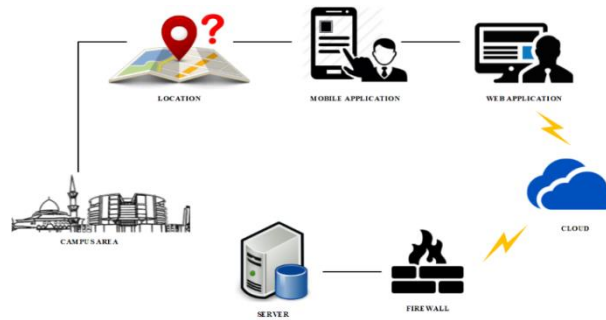 LOCATION
MOBILE APPLICATION
WEB APPLICATION
CAMPUS AREA
CLOUD
SERVER
FIREWALL